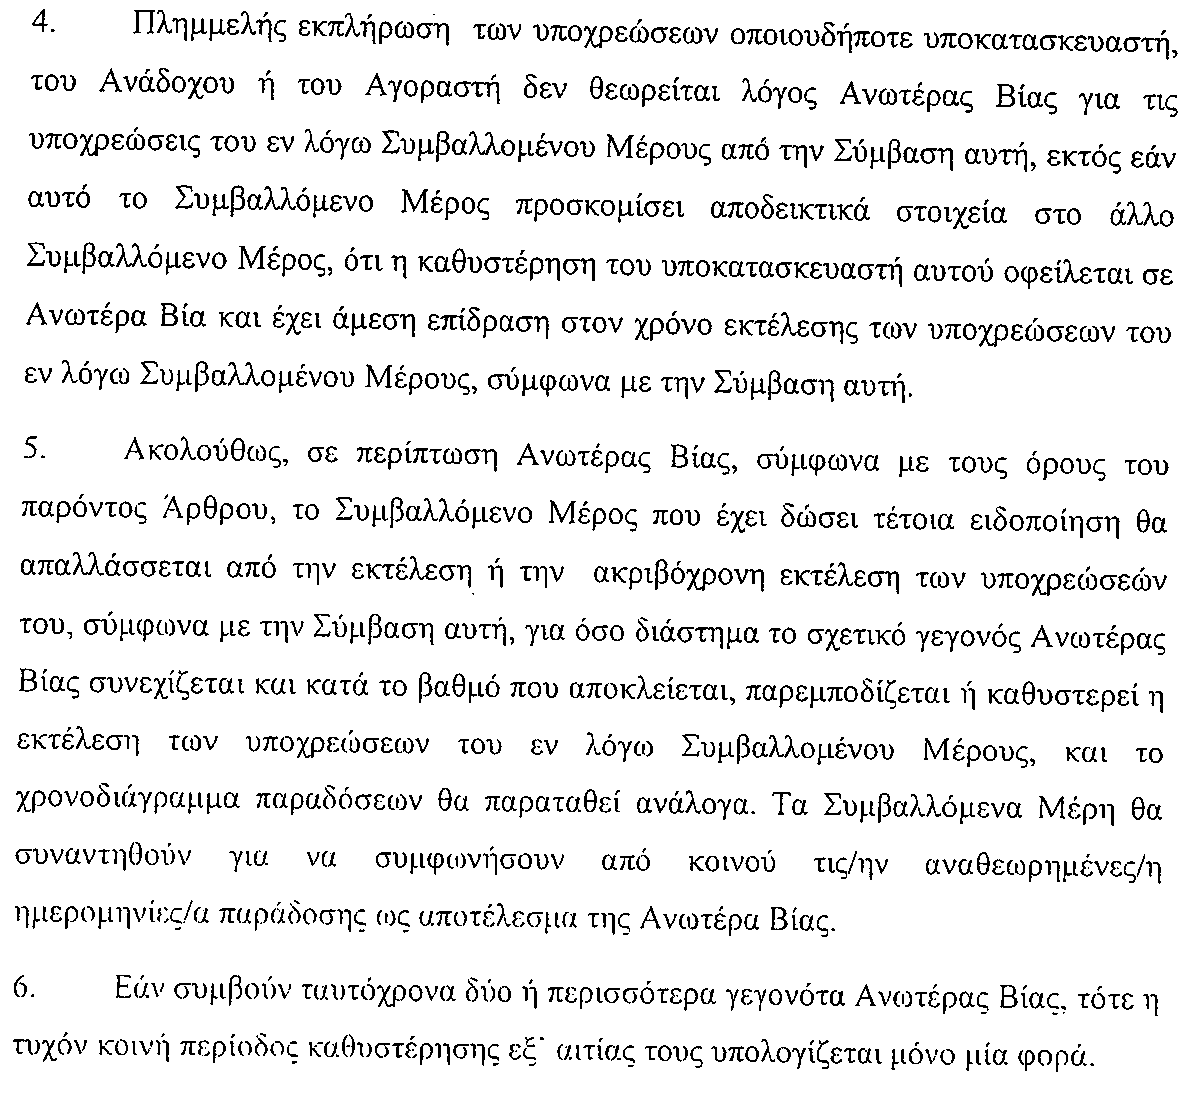 4. Πλημμελής εκπλήρωση των υποχρεώσεων οποιουδήποτε υποκατασκευαστή,
του Ανάδοχου ή του Αγοραστή δεν θεωρείται λόγος Ανωτέρας Βίας για τις
υποχρεώσεις του εν λόγω Συμβαλλομένου Μέρους από την Σύμβαση αυτή, εκτός εάν
αυτό το Συμβαλλόμενο Μέρος προσκομίσει αποδεικτικά στοιχεία στο άλλο
Συμβαλλόμενο Μέρος, ότι η καθυστέρηση του υποκατασκευαστή αυτού οφείλεται σε
Ανωτέρα Βία και έχει άμεση επίδραση στον χρόνο εκτέλεσης των υποχρεώσεων του
εν λόγω Συμβαλλομένου Μέρους, σύμφωνα με την Σύμβαση αυτή.
5. Ακολούθως, σε περίπτωση Ανωτέρας Βίας, σύμφωνα με τους όρους του
παρόντος Άρθρου, το Συμβαλλόμενο Μέρος που έχει δώσει τέτοια ειδοποίηση θα
απαλλάσσεται από την εκτέλεση ή την ακριβόχρονη εκτέλεση των υποχρεώσεών
του, σύμφωνα με την Σύμβαση αυτή, για όσο διάστημα το σχετικό γεγονός Ανωτέρας
Βίας συνεχίζεται και κατά το βαθμό που αποκλείεται, παρεμποδίζεται ή καθυστερεί η
εκτέλεση των υποχρεώσεων του εν λόγω Συμβαλλομένου Μέρους, και το
χρονοδιάγραμμα παραδόσεων θα παραταθεί ανάλογα. Τα Συμβαλλόμενα Μέρη θα
συναντηθούν για να συμφωνήσουν από κοινού τις/ην αναθεωρημένες/η
ημερομηνίες/α παράδοσης ως αποτέλεσμα της Ανωτέρα Βίας.
6. Εάν συμβούν ταυτόχρονα δύο ή περισσότερα γεγονότα Ανωτέρας Βίας, τότε η
τυχόν κοινή περίοδος καθυστέρησης εξ΄ αιτίας τους υπολογίζεται μόνο μία φορά.